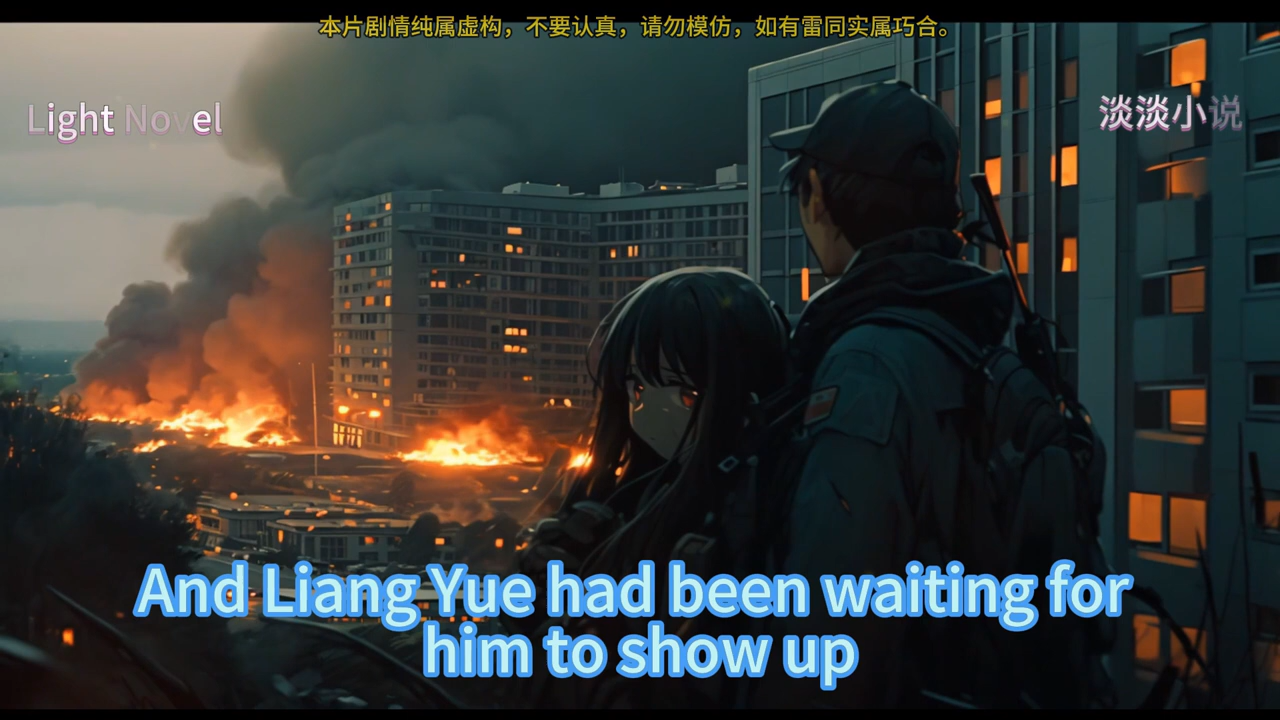 本片剧情纯属虚构，不要认真，请勿模仿，如有雷同实属巧合。
Light Novel
淡淡小说
And Liang Yue had been waiting for
him to show up